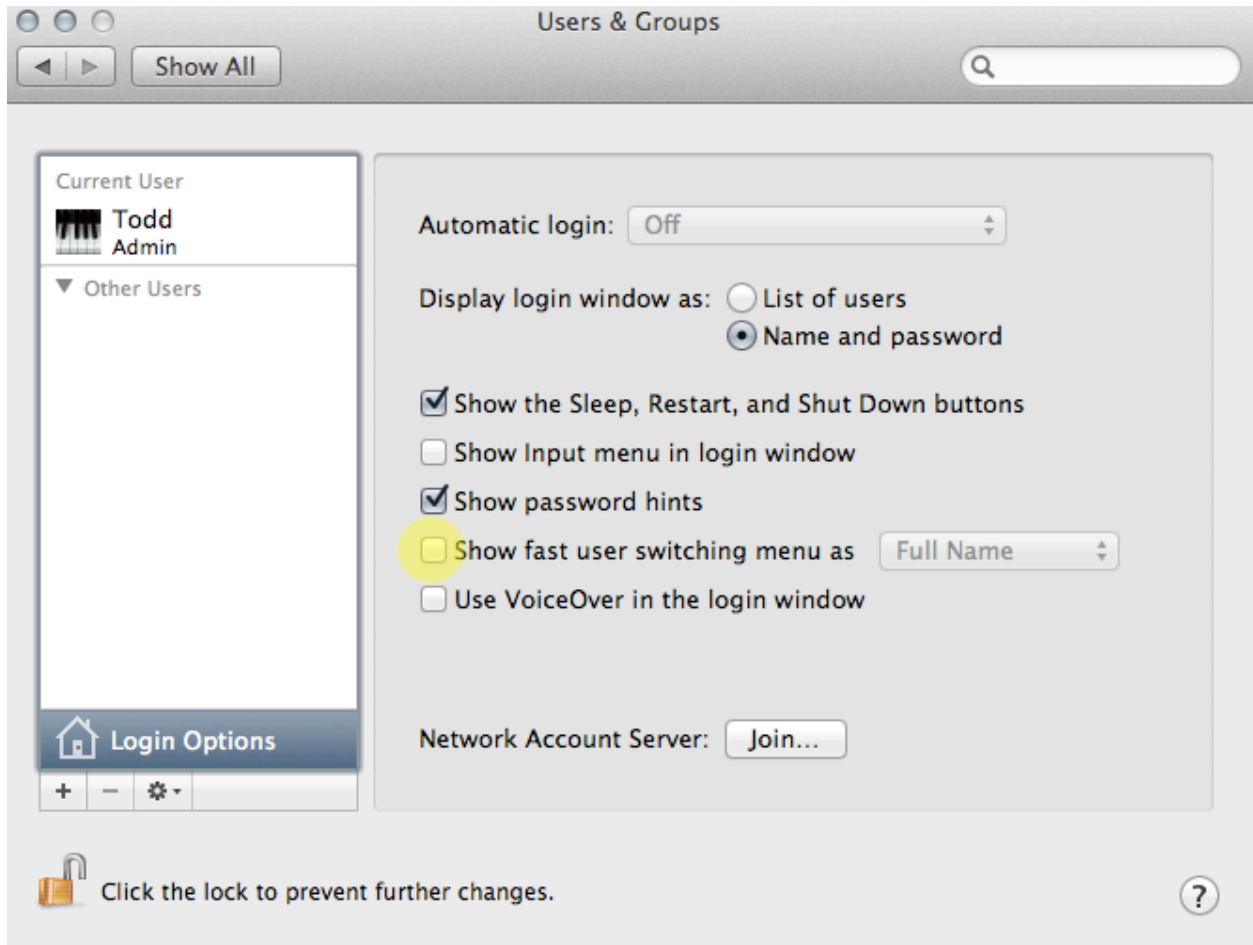 Users & Groups
Show All
Current User
Todd
Admin
Other Users
Login Options
Automatic login: Off
Display login window as: List of users
Name and password
Show the Sleep, Restart, and Shut Down buttons
Show Input menu in login window
Show password hints
Show fast user switching menu as Full Name
Use VoiceOver in the login window
Network Account Server: Join...
Click the lock to prevent further changes.
?